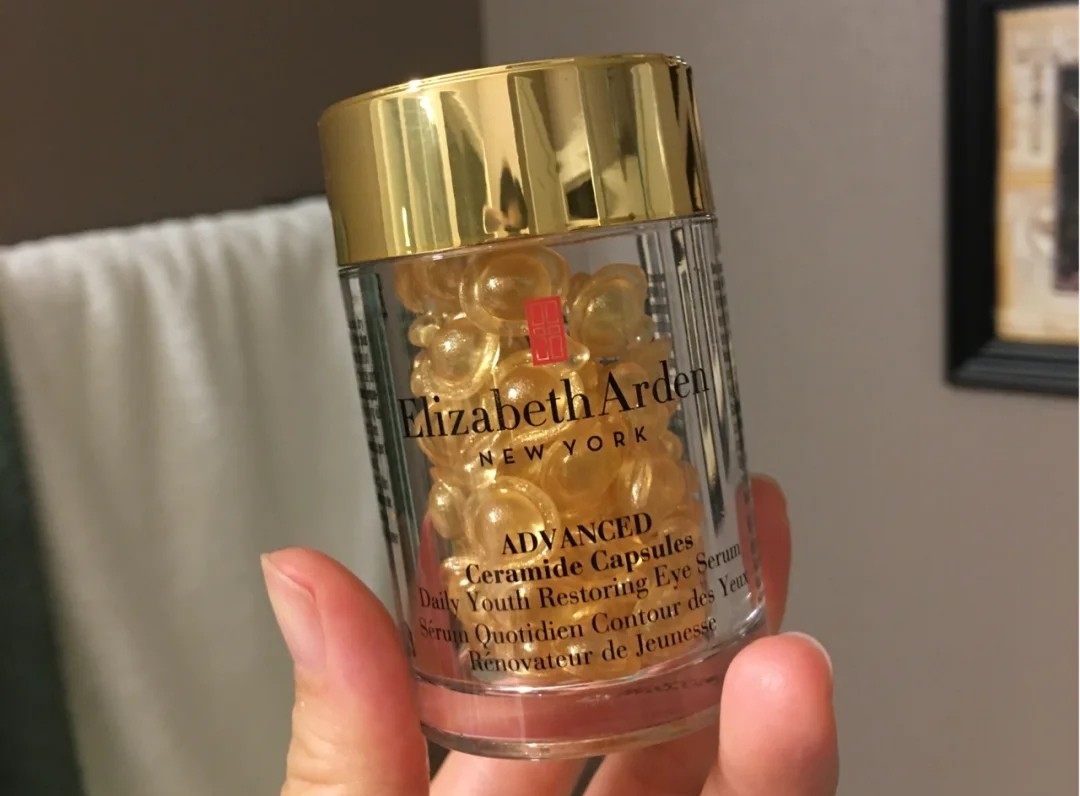 Elizabeth Arden
NEW YORK
ADVANCED
Ceramide Capsules
Daily Youth Restoring Eye Serum
Sérum Quotidien Contour des Yeux
Rénovateur de Jeunesse